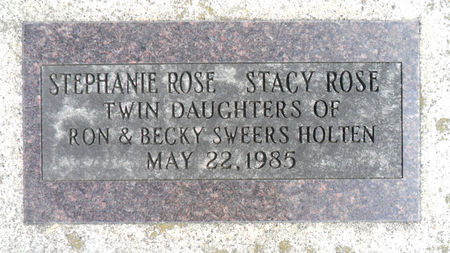 STEPHANIE ROSE STACY ROSE
TWIN DAUGHTERS OF
RON & BECKY SWEERS HOLTEN
MAY 22, 1985